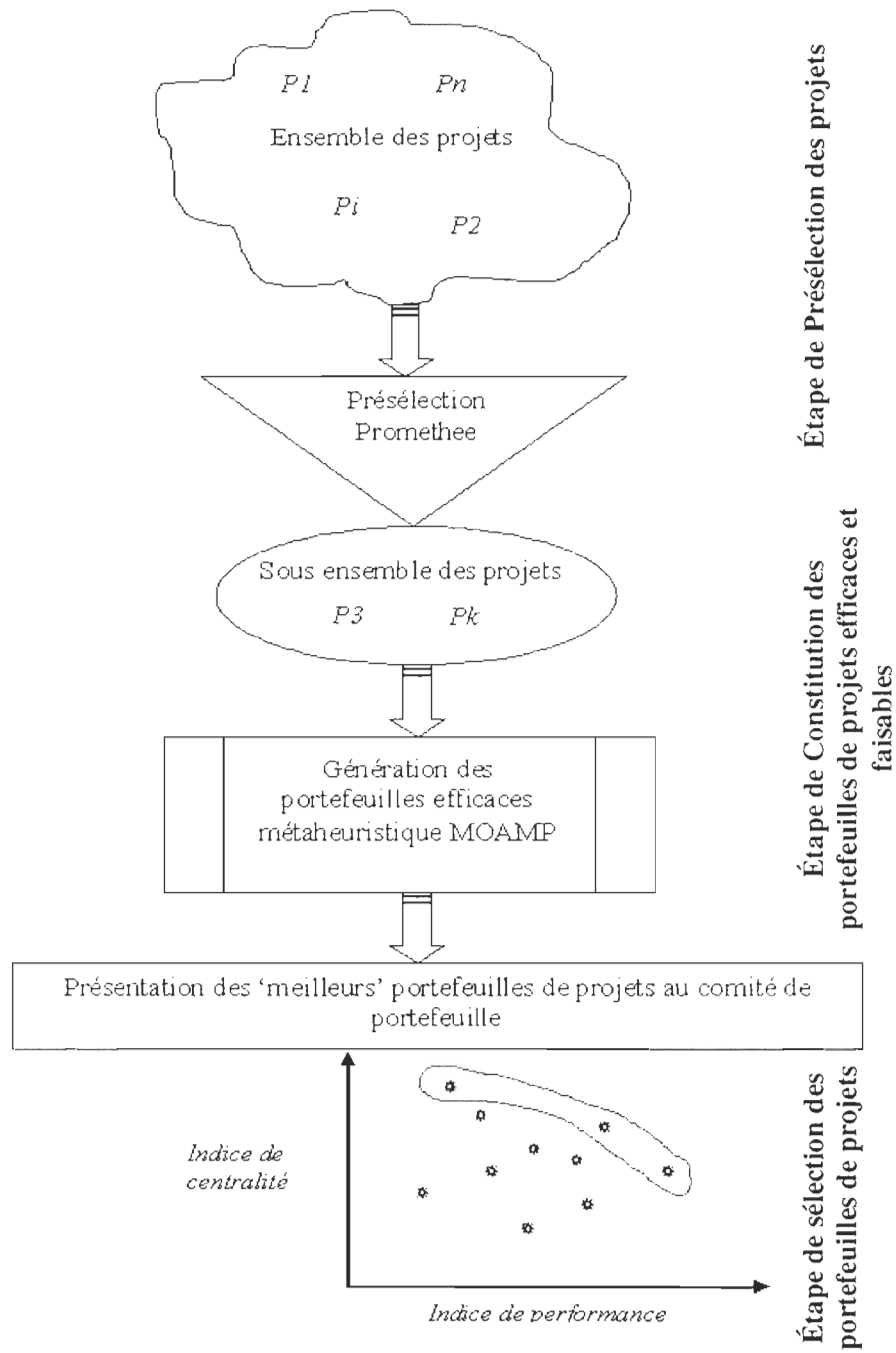 P1
Pn
Ensemble des projets
Pi
P2
Présélection
Promethee
Sous ensemble des projets
P3
Pk
Génération des
portefeuilles efficaces
métaheuristique MOAMP
Présentation des ‘meilleurs’ portefeuilles de projets au comité de
portefeuille
Indice de
centralité
Indice de performance
Étape de Présélection des projets
Étape de Constitution des
portefeuilles de projets efficaces et
faisables
Étape de sélection des
portefeuilles de projets